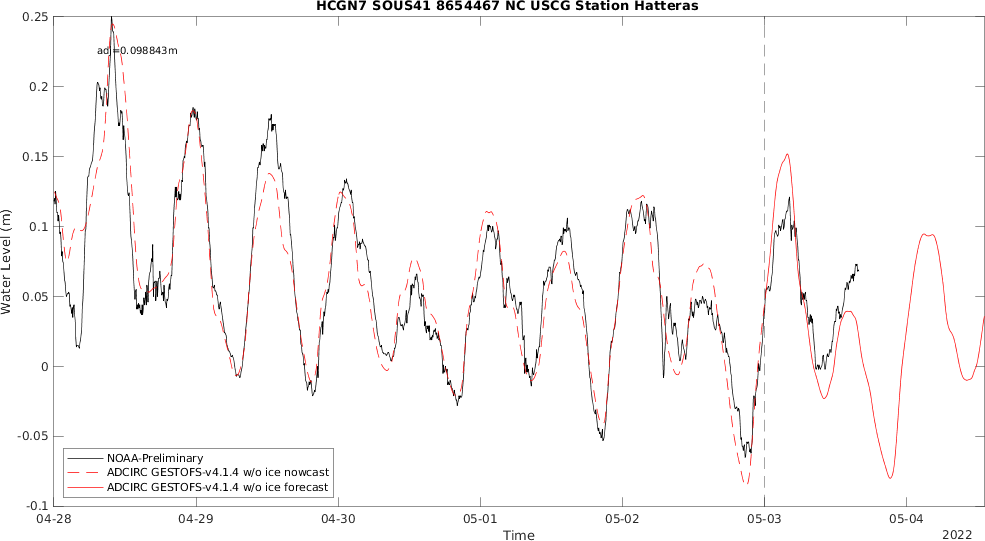 HCGN7 SOUS41 8654467 NC USCG Station Hatteras
0.25
ad =0.098843m
0.2
0.15
0.1
0.05
0
-0.05
-0.1
Water Level (m)
NOAA-Preliminary
ADCIRC GESTOFS-v4.1.4 w/o ice nowcast
ADCIRC GESTOFS-v4.1.4 w/o ice forecast
04-28 04-29 04-30 05-01 05-02 05-03 05-04
Time
2022